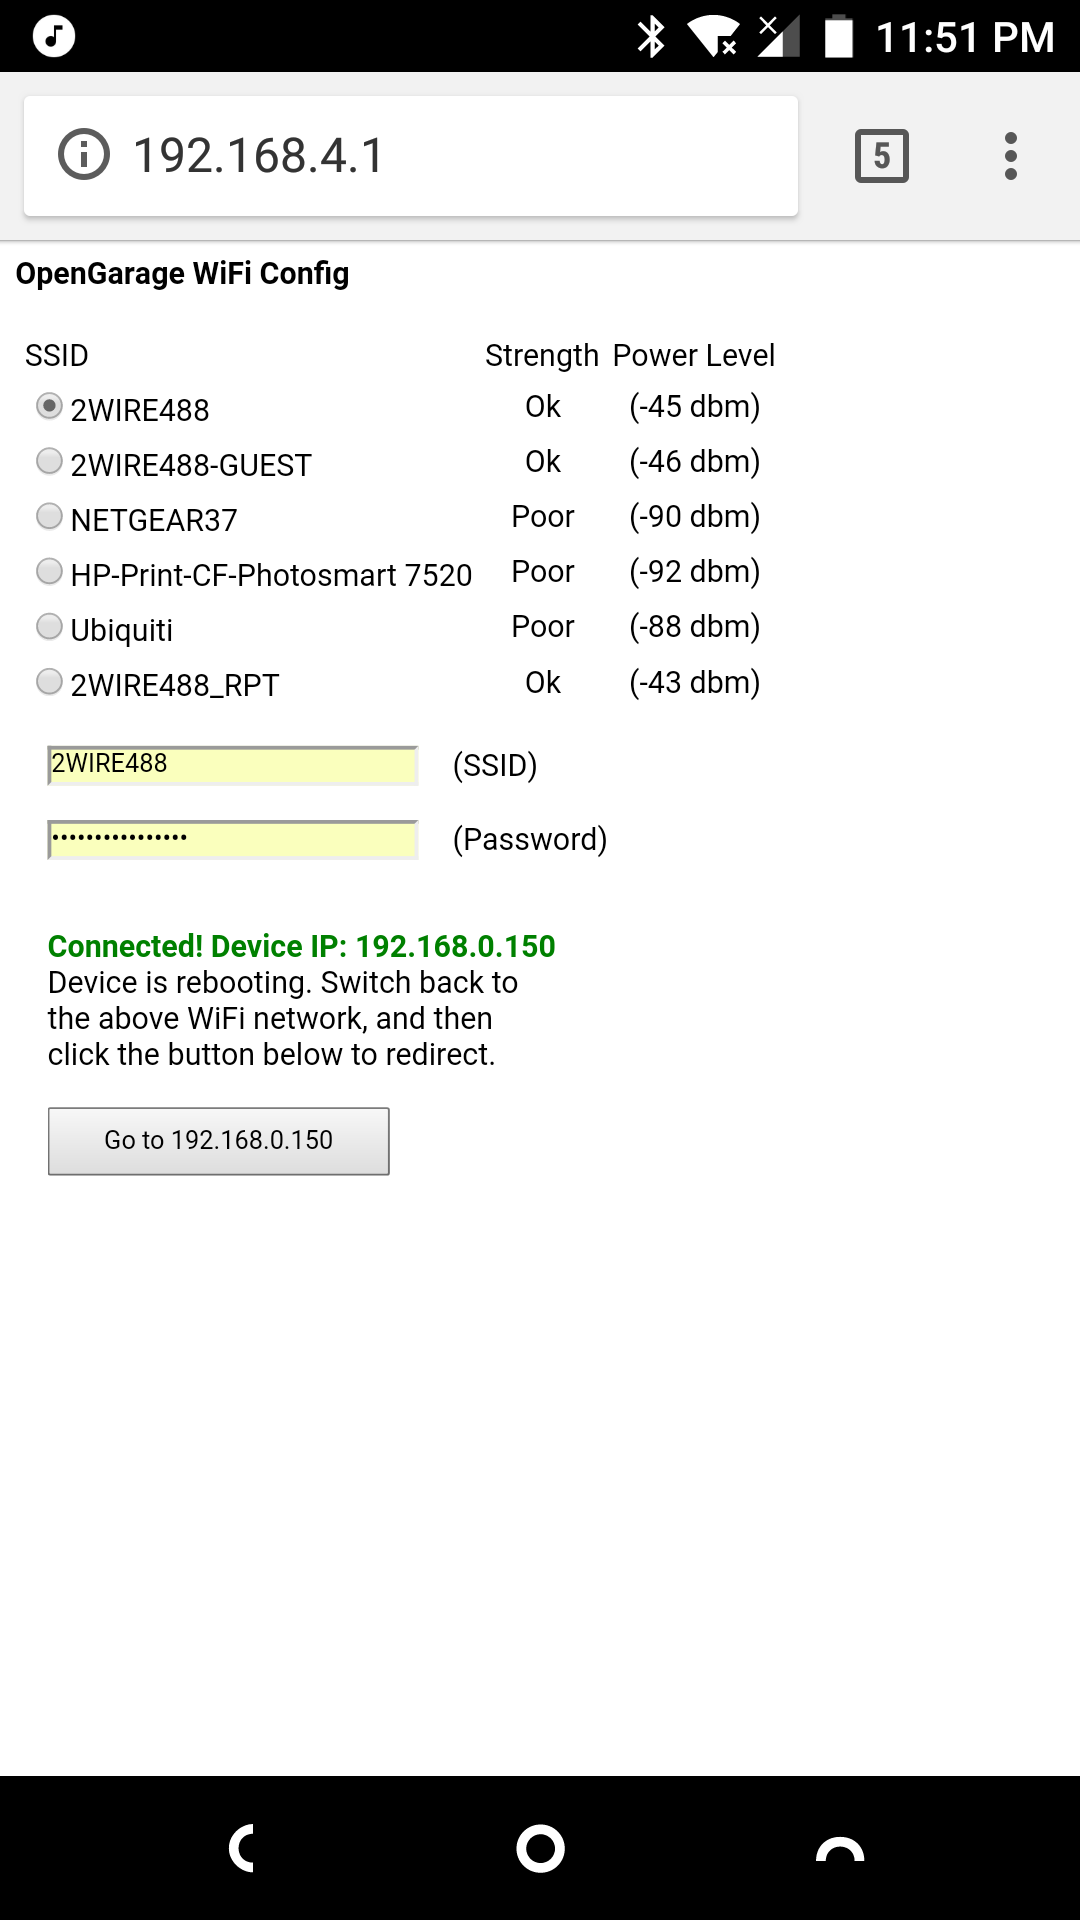 11:51 PM
192.168.4.1
5
OpenGarage WiFi Config
SSID Strength Power Level
2WIRE488 Ok (-45 dbm)
2WIRE488-GUEST Ok (-46 dbm)
NETGEAR37 Poor (-90 dbm)
HP-Print-CF-Photosmart 7520 Poor (-92 dbm)
Ubiquiti Poor (-88 dbm)
2WIRE488_RPT Ok (-43 dbm)
2WIRE488 (SSID)
•••••••••••••••• (Password)
Connected! Device IP: 192.168.0.150
Device is rebooting. Switch back to
the above WiFi network, and then
click the button below to redirect.
Go to 192.168.0.150